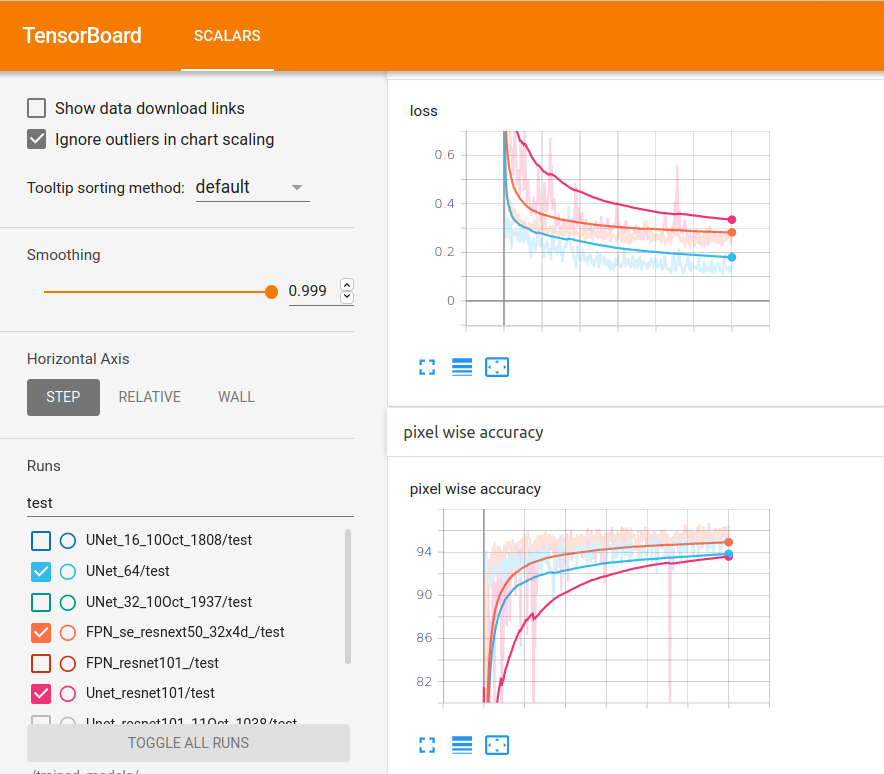 TensorBoard
SCALARS
Show data download links
Ignore outliers in chart scaling
Tooltip sorting method: default
Smoothing
0.999
Horizontal Axis
STEP RELATIVE WALL
Runs
test
UNet_16_10Oct_1808/test
UNet_64/test
UNet_32_10Oct_1937/test
FPN_se_resnext50_32x4d_/test
FPN_resnet101_/test
Unet_resnet101/test
Unet_resnet101_11Oct_1038/test
TOGGLE ALL RUNS
/trained_models/
loss
0.6
0.4
0.2
0
pixel wise accuracy
pixel wise accuracy
94
90
86
82